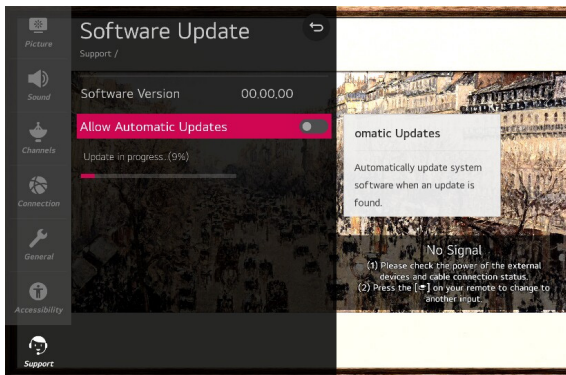 Software Update
Support /
Picture
Sound
Channels
Connection
General
Accessibility
Support
Software Version 00.00.00
Allow Automatic Updates
Update in progress..(9%)
omatic Updates
Automatically update system
software when an update is
found.
No Signal
(1) Please check the power of the external
devices and cable connection status.
(2) Press the [ ] on your remote to change to
another input.